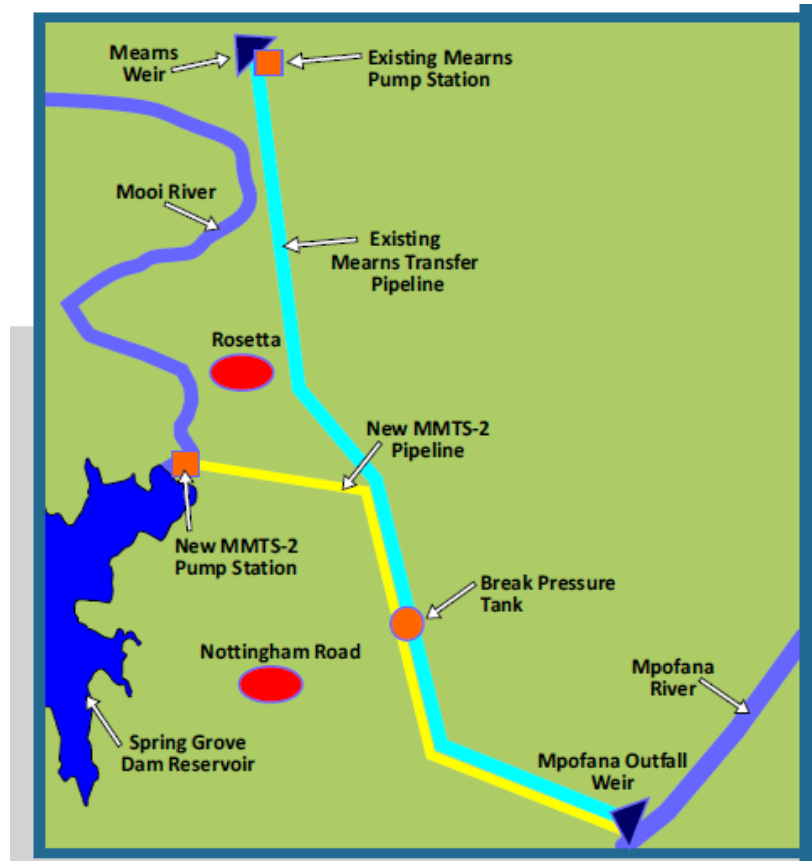 Mearns
Weir
Existing Mearns
Pump Station
Mooi River
Existing
Mearns Transfer
Pipeline
Rosetta
New MMTS-2
Pipeline
New MMTS-2
Pump Station
Break Pressure
Tank
Nottingham Road
Mpofana
River
Spring Grove
Dam Reservoir
Mpofana Outfall
Weir